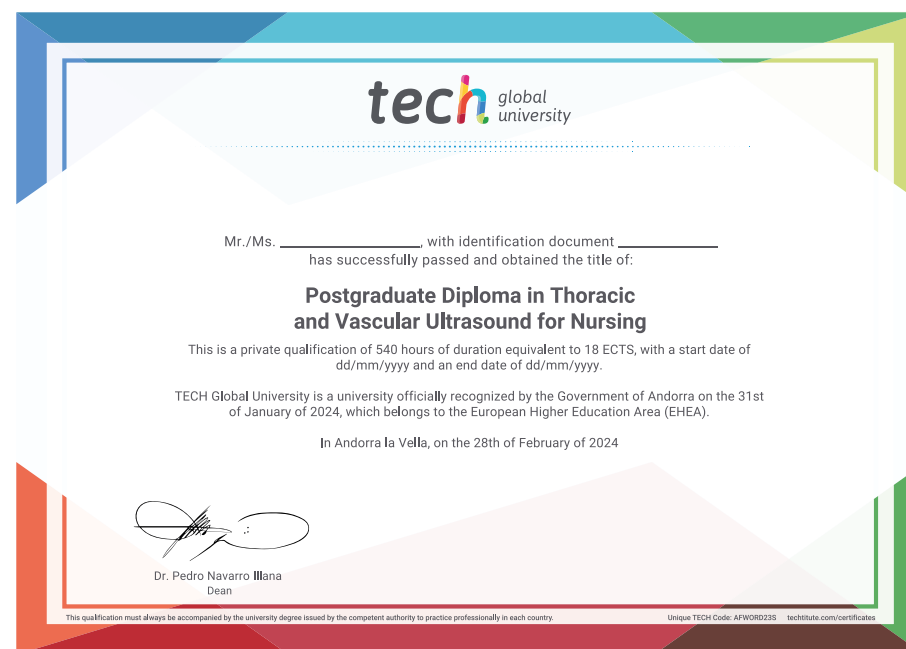 tech global
university
Mr./Ms. ____________, with identification document ____________
has successfully passed and obtained the title of:
Postgraduate Diploma in Thoracic
and Vascular Ultrasound for Nursing
This is a private qualification of 540 hours of duration equivalent to 18 ECTS, with a start date of
dd/mm/yyyy and an end date of dd/mm/yyyy.
TECH Global University is a university officially recognized by the Government of Andorra on the 31st
of January of 2024, which belongs to the European Higher Education Area (EHEA).
In Andorra la Vella, on the 28th of February of 2024
Dr. Pedro Navarro Illana
Dean
This qualification must always be accompanied by the university degree issued by the competent authority to practice professionally in each country.
Unique TECH Code: AFWORD23S techtitute.com/certificates